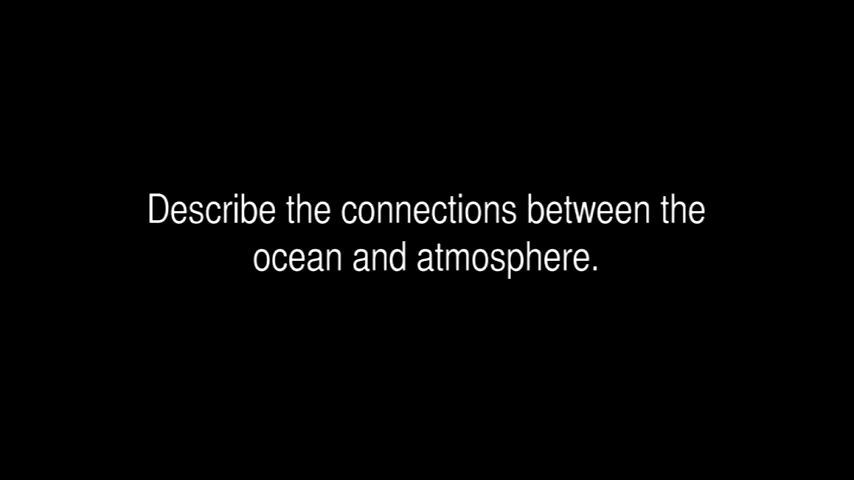 Describe the connections between the
ocean and atmosphere.